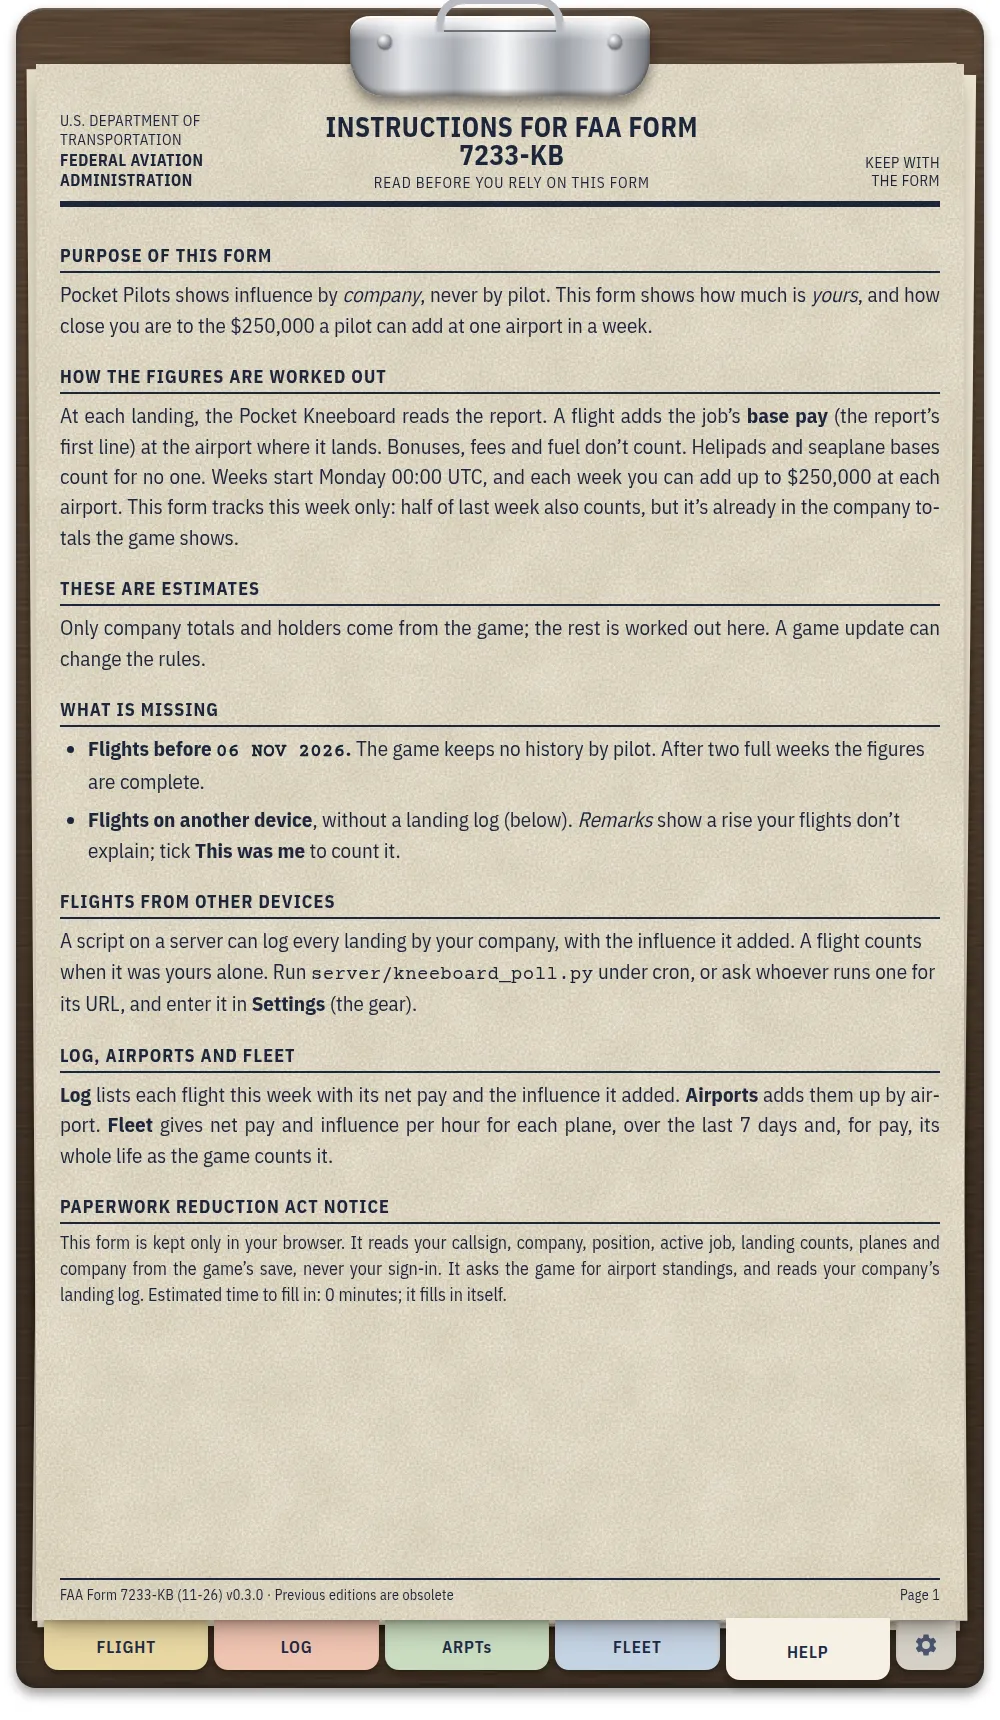 U.S. DEPARTMENT OF
TRANSPORTATION
FEDERAL AVIATION
ADMINISTRATION
INSTRUCTIONS FOR FAA FORM
7233-KB
READ BEFORE YOU RELY ON THIS FORM
KEEP WITH
THE FORM
PURPOSE OF THIS FORM
Pocket Pilots shows influence by company, never by pilot. This form shows how much is yours, and how
close you are to the $250,000 a pilot can add at one airport in a week.
HOW THE FIGURES ARE WORKED OUT
At each landing, the Pocket Kneeboard reads the report. A flight adds the job’s base pay (the report’s
first line) at the airport where it lands. Bonuses, fees and fuel don’t count. Helipads and seaplane bases
count for no one. Weeks start Monday 00:00 UTC, and each week you can add up to $250,000 at each
airport. This form tracks this week only: half of last week also counts, but it’s already in the company to-
tals the game shows.
THESE ARE ESTIMATES
Only company totals and holders come from the game; the rest is worked out here. A game update can
change the rules.
WHAT IS MISSING
• Flights before 06 NOV 2026. The game keeps no history by pilot. After two full weeks the figures
are complete.
• Flights on another device, without a landing log (below). Remarks show a rise your flights don’t
explain; tick This was me to count it.
FLIGHTS FROM OTHER DEVICES
A script on a server can log every landing by your company, with the influence it added. A flight counts
when it was yours alone. Run server/kneeboard_poll.py under cron, or ask whoever runs one for
its URL, and enter it in Settings (the gear).
LOG, AIRPORTS AND FLEET
Log lists each flight this week with its net pay and the influence it added. Airports adds them up by air-
port. Fleet gives net pay and influence per hour for each plane, over the last 7 days and, for pay, its
whole life as the game counts it.
PAPERWORK REDUCTION ACT NOTICE
This form is kept only in your browser. It reads your callsign, company, position, active job, landing counts, planes and
company from the game’s save, never your sign-in. It asks the game for airport standings, and reads your company’s
landing log. Estimated time to fill in: 0 minutes; it fills in itself.
FAA Form 7233-KB (11-26) v0.3.0 · Previous editions are obsolete
Page 1
FLIGHT
LOG
ARPTs
FLEET
HELP